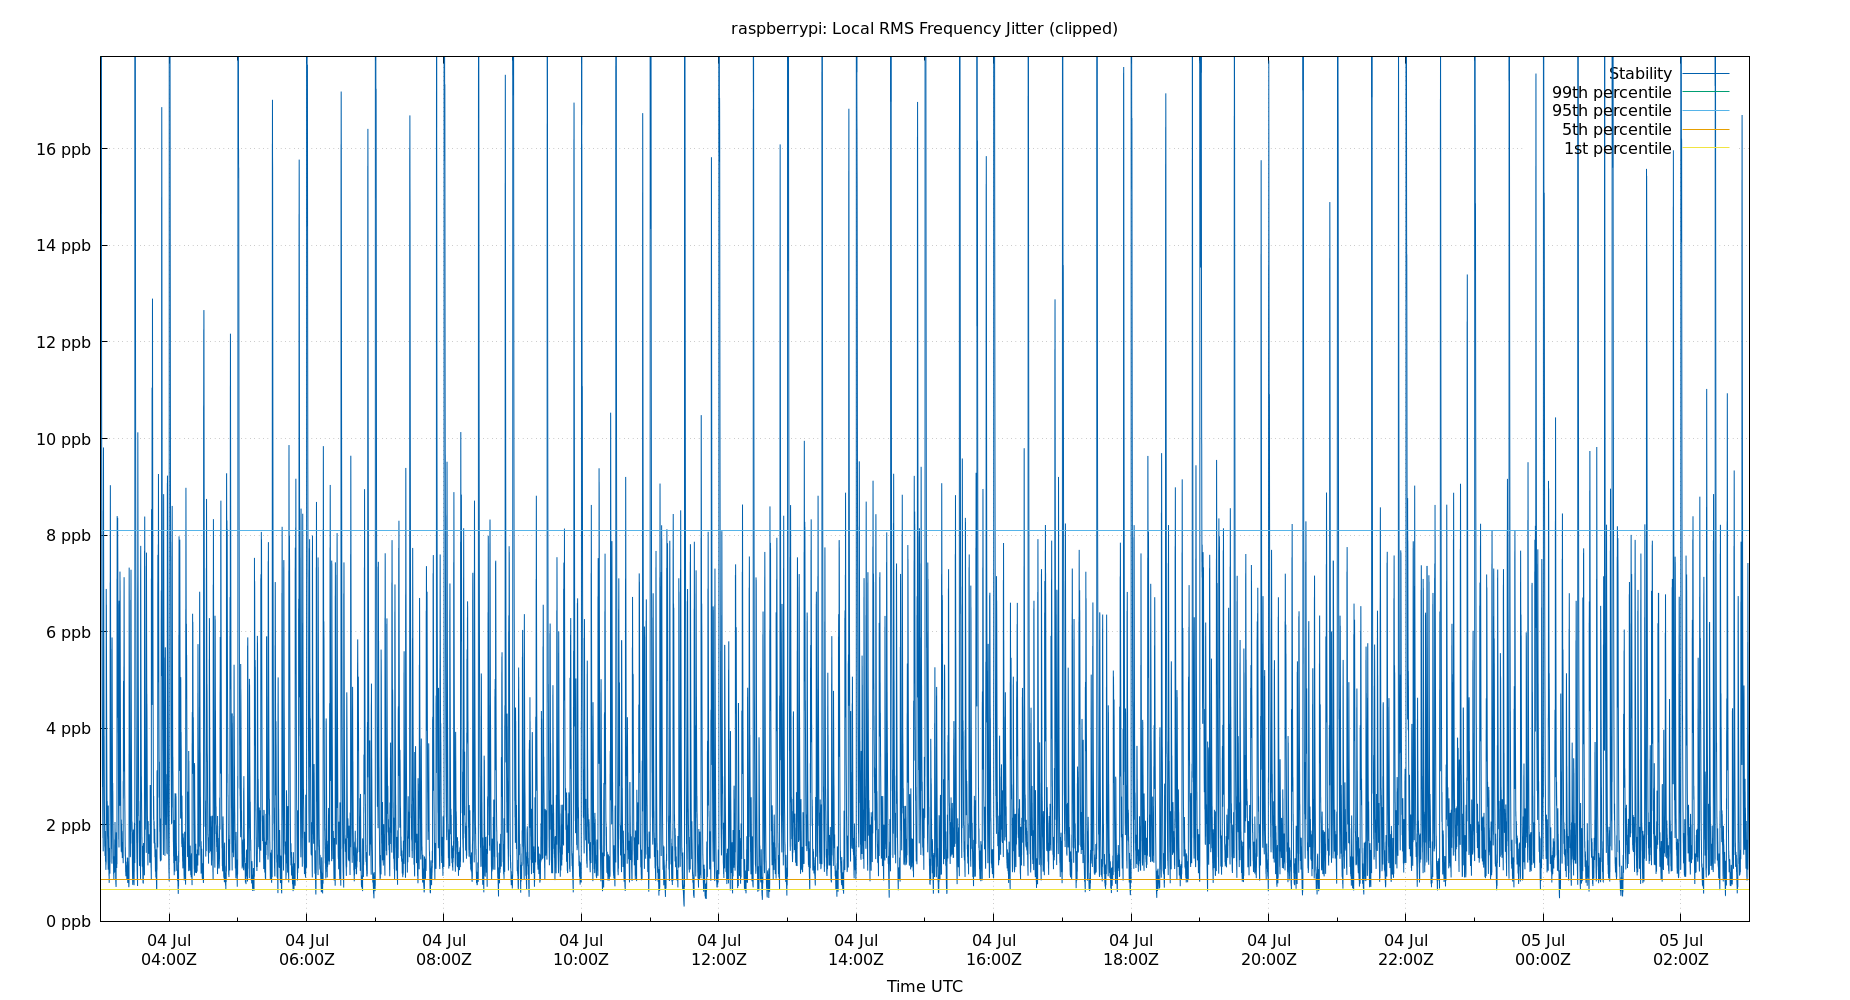 raspberrypi: Local RMS Frequency Jitter (clipped)
Stability
99th percentile
95th percentile
5th percentile
1st percentile
16 ppb
14 ppb
12 ppb
10 ppb
8 ppb
6 ppb
4 ppb
2 ppb
0 ppb
04 Jul 04 Jul 04 Jul 04 Jul 04 Jul 04 Jul 04 Jul 04 Jul 04 Jul 04 Jul 05 Jul 05 Jul
04:00Z 06:00Z 08:00Z 10:00Z 12:00Z 14:00Z 16:00Z 18:00Z 20:00Z 22:00Z 00:00Z 02:00Z
Time UTC